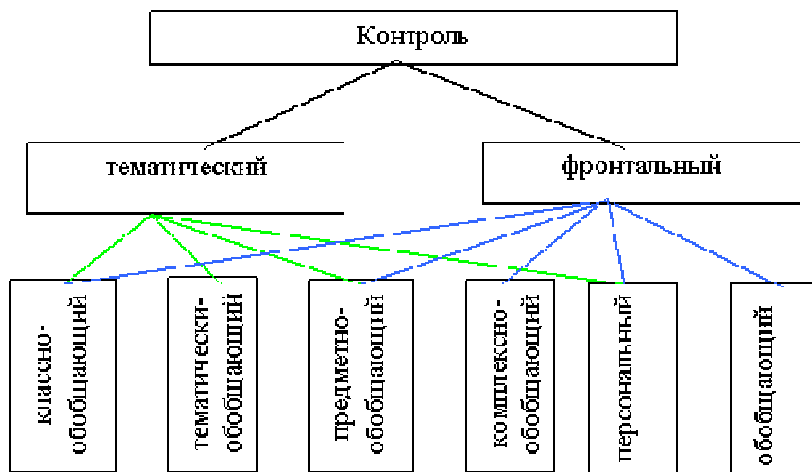 Контроль
тематический
фронтальный
классно-
обобщающий
тематически-
обобщающий
предметно-
обобщающий
комплексно-
обобщающий
персональный
обобщающий